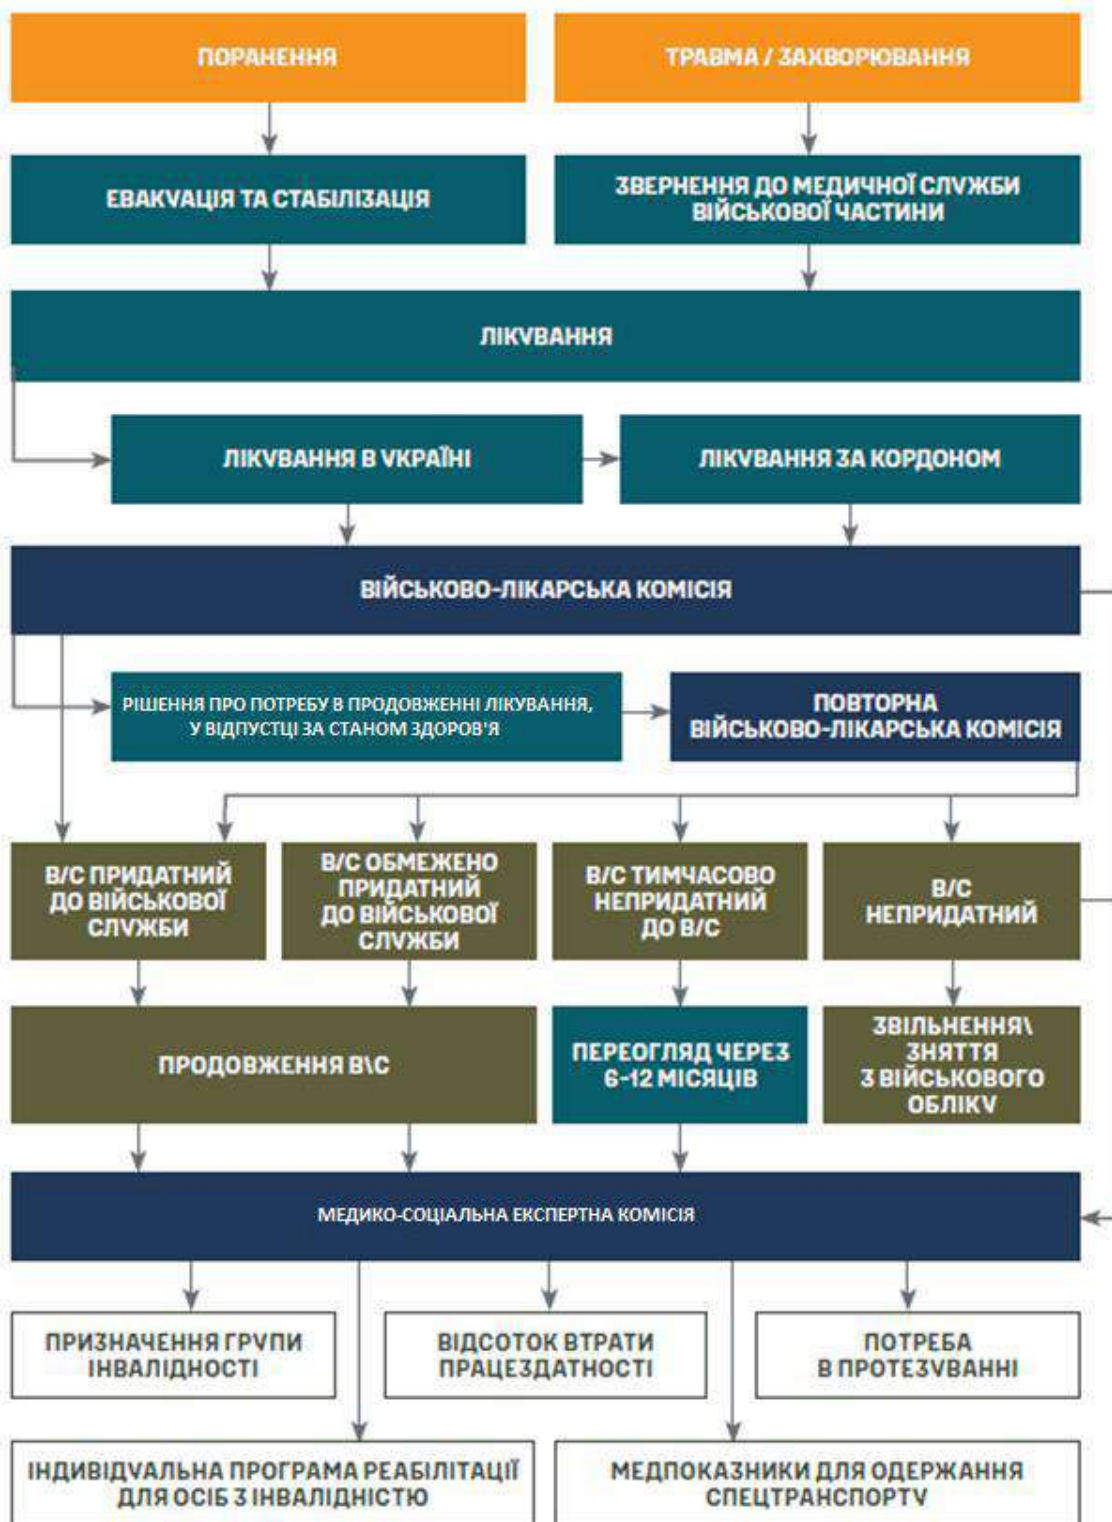 ПОРАНЕННЯ
ТРАВМА / ЗАХВОРЮВАННЯ
ЕВАКУАЦІЯ ТА СТАБІЛІЗАЦІЯ
ЗВЕРНЕННЯ ДО МЕДИЧНОЇ СЛУЖБИ
ВІЙСЬКОВОЇ ЧАСТИНИ
ЛІКУВАННЯ
ЛІКУВАННЯ В УКРАЇНІ
ЛІКУВАННЯ ЗА КОРДОНОМ
ВІЙСЬКОВО-ЛІКАРСЬКА КОМІСІЯ
РІШЕННЯ ПРО ПОТРЕБУ В ПРОДОВЖЕННІ ЛІКУВАННЯ,
У ВІДПУСТЦІ ЗА СТАНОМ ЗДОРОВ'Я
ПОВТОРНА
ВІЙСЬКОВО-ЛІКАРСЬКА КОМІСІЯ
В/С ПРИДАТНИЙ
ДО ВІЙСЬКОВОЇ
СЛУЖБИ
В/С ОБМЕЖЕНО
ПРИДАТНИЙ
ДО ВІЙСЬКОВОЇ
СЛУЖБИ
В/С ТИМЧАСОВО
НЕПРИДАТНИЙ
ДО В/С
В/С
НЕПРИДАТНИЙ
ПРОДОВЖЕННЯ В\С
ПЕРЕОГЛЯД ЧЕРЕЗ
6-12 МІСЯЦІВ
ЗВІЛЬНЕННЯ\
ЗНЯТТЯ
З ВІЙСЬКОВОГО
ОБЛІКУ
МЕДИКО-СОЦІАЛЬНА ЕКСПЕРТНА КОМІСІЯ
ПРИЗНАЧЕННЯ ГРУПИ
ІНВАЛІДНОСТІ
ВІДСОТОК ВТРАТИ
ПРАЦЕЗДАТНОСТІ
ПОТРЕБА
В ПРОТЕЗУВАННІ
ІНДИВІДУАЛЬНА ПРОГРАМА РЕАБІЛІТАЦІЇ
ДЛЯ ОСІБ З ІНВАЛІДНІСТЮ
МЕДПОКАЗНИКИ ДЛЯ ОДЕРЖАННЯ
СПЕЦТРАНСПОРТУ